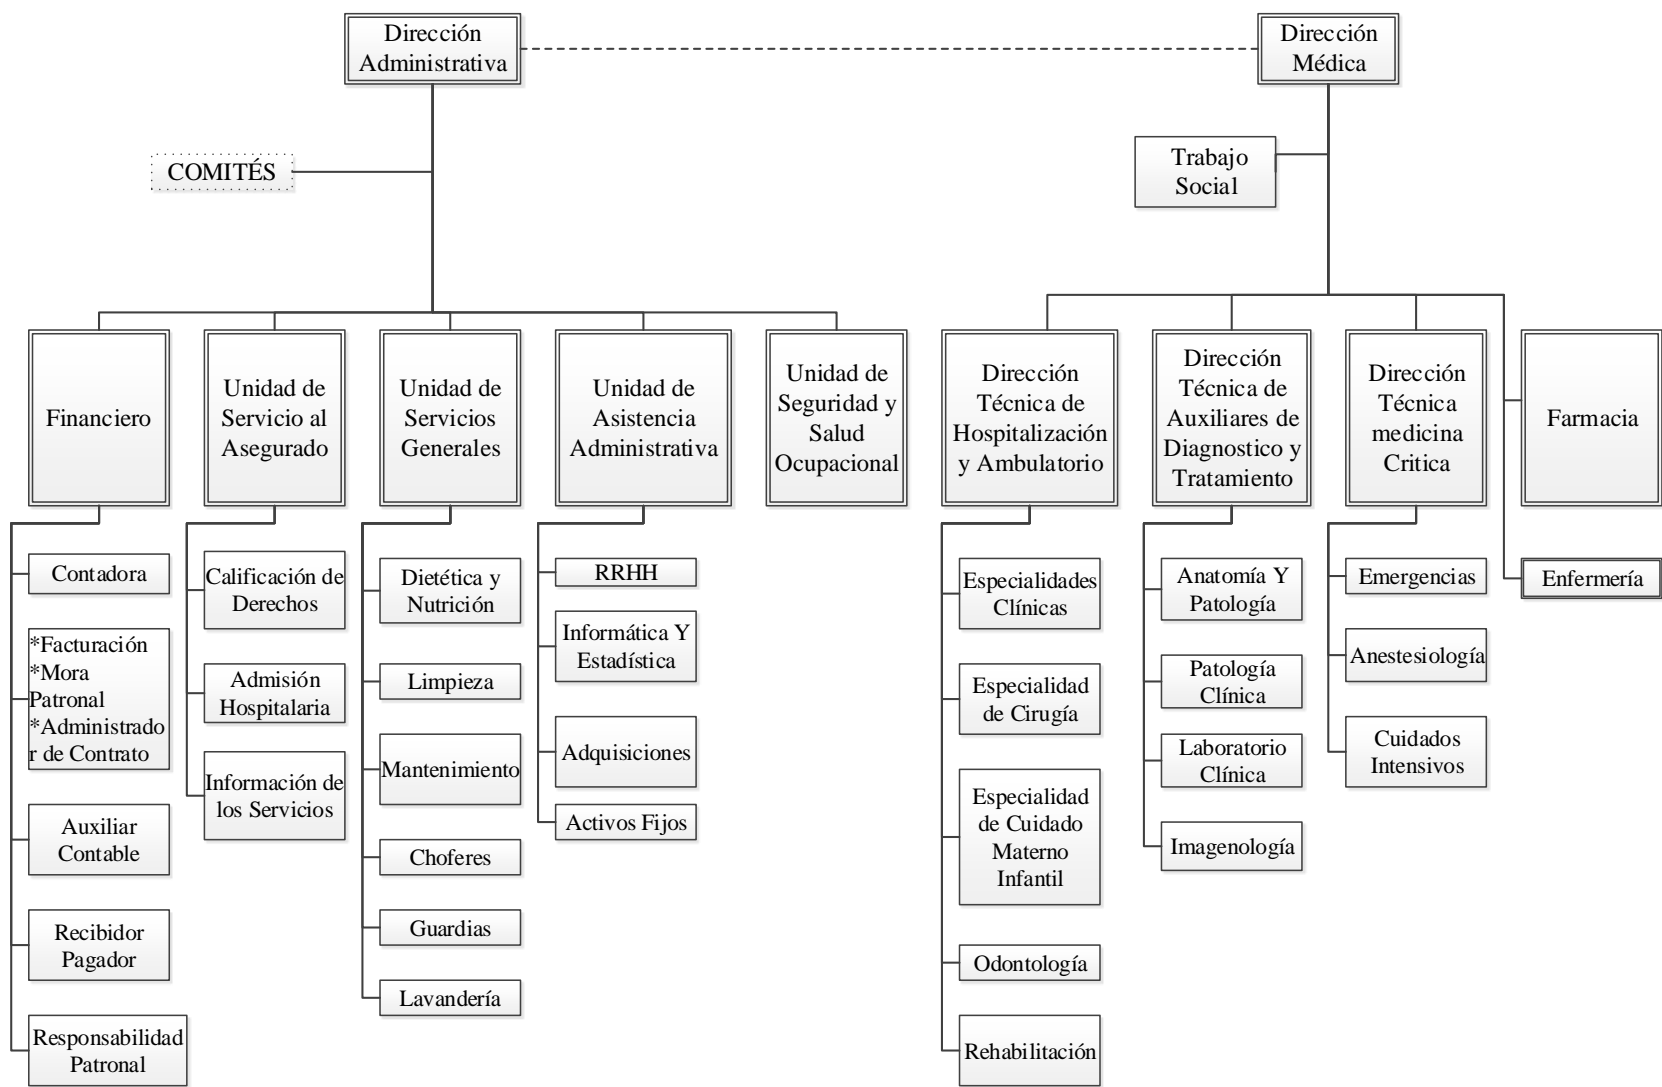 Dirección
Administrativa
Dirección
Médica
COMITÉS
Trabajo
Social
Financiero
Unidad de
Servicio al
Asegurado
Unidad de
Servicios
Generales
Unidad de
Asistencia
Administrativa
Unidad de
Seguridad y
Salud
Ocupacional
Dirección
Técnica de
Hospitalización
y Ambulatorio
Dirección
Técnica de
Auxiliares de
Diagnostico y
Tratamiento
Dirección
Técnica
medicina
Critica
Farmacia
Contadora
*Facturación
*Mora
Patronal
*Administrado
r de Contrato
Auxiliar
Contable
Recibidor
Pagador
Responsabilidad
Patronal
Calificación de
Derechos
Admisión
Hospitalaria
Información de
los Servicios
Dietética y
Nutrición
Limpieza
Mantenimiento
Choferes
Guardias
Lavandería
RRHH
Informática Y
Estadística
Adquisiciones
Activos Fijos
Especialidades
Clínicas
Especialidad
de Cirugía
Especialidad
de Cuidado
Materno
Infantil
Odontología
Rehabilitación
Anatomía Y
Patología
Patología
Clínica
Laboratorio
Clínica
Imagenología
Emergencias
Anestesiología
Cuidados
Intensivos
Enfermería